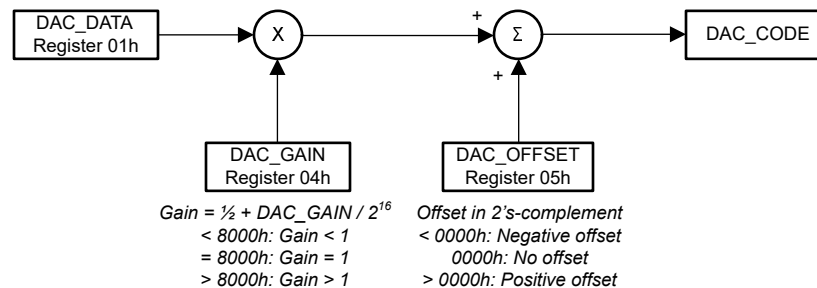 DAC_DATA
Register 01h
X
+
Σ
+
DAC_CODE
DAC_GAIN
Register 04h
Gain = ½ + DAC_GAIN / 2¹⁶
< 8000h: Gain < 1
= 8000h: Gain = 1
> 8000h: Gain > 1
DAC_OFFSET
Register 05h
Offset in 2's-complement
< 0000h: Negative offset
0000h: No offset
> 0000h: Positive offset